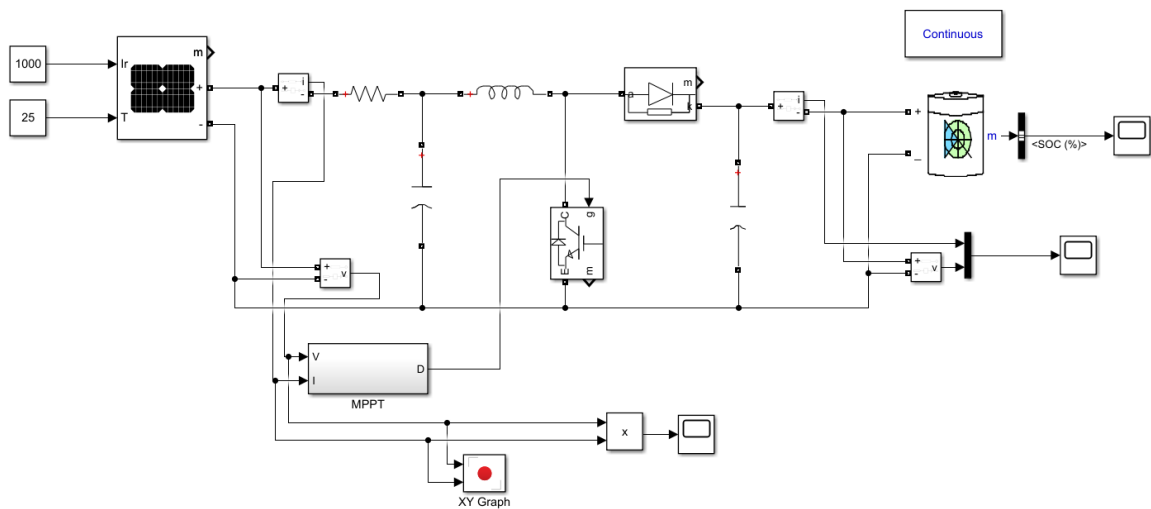 Continuous
1000
Ir
m
+
i
+
-
25
T
-
+
+
a
m
k
+
i
-
+
m
<SOC (%)>
_
g
C
E
m
+
-
v
+
-
v
V
I
D
MPPT
x
XY Graph